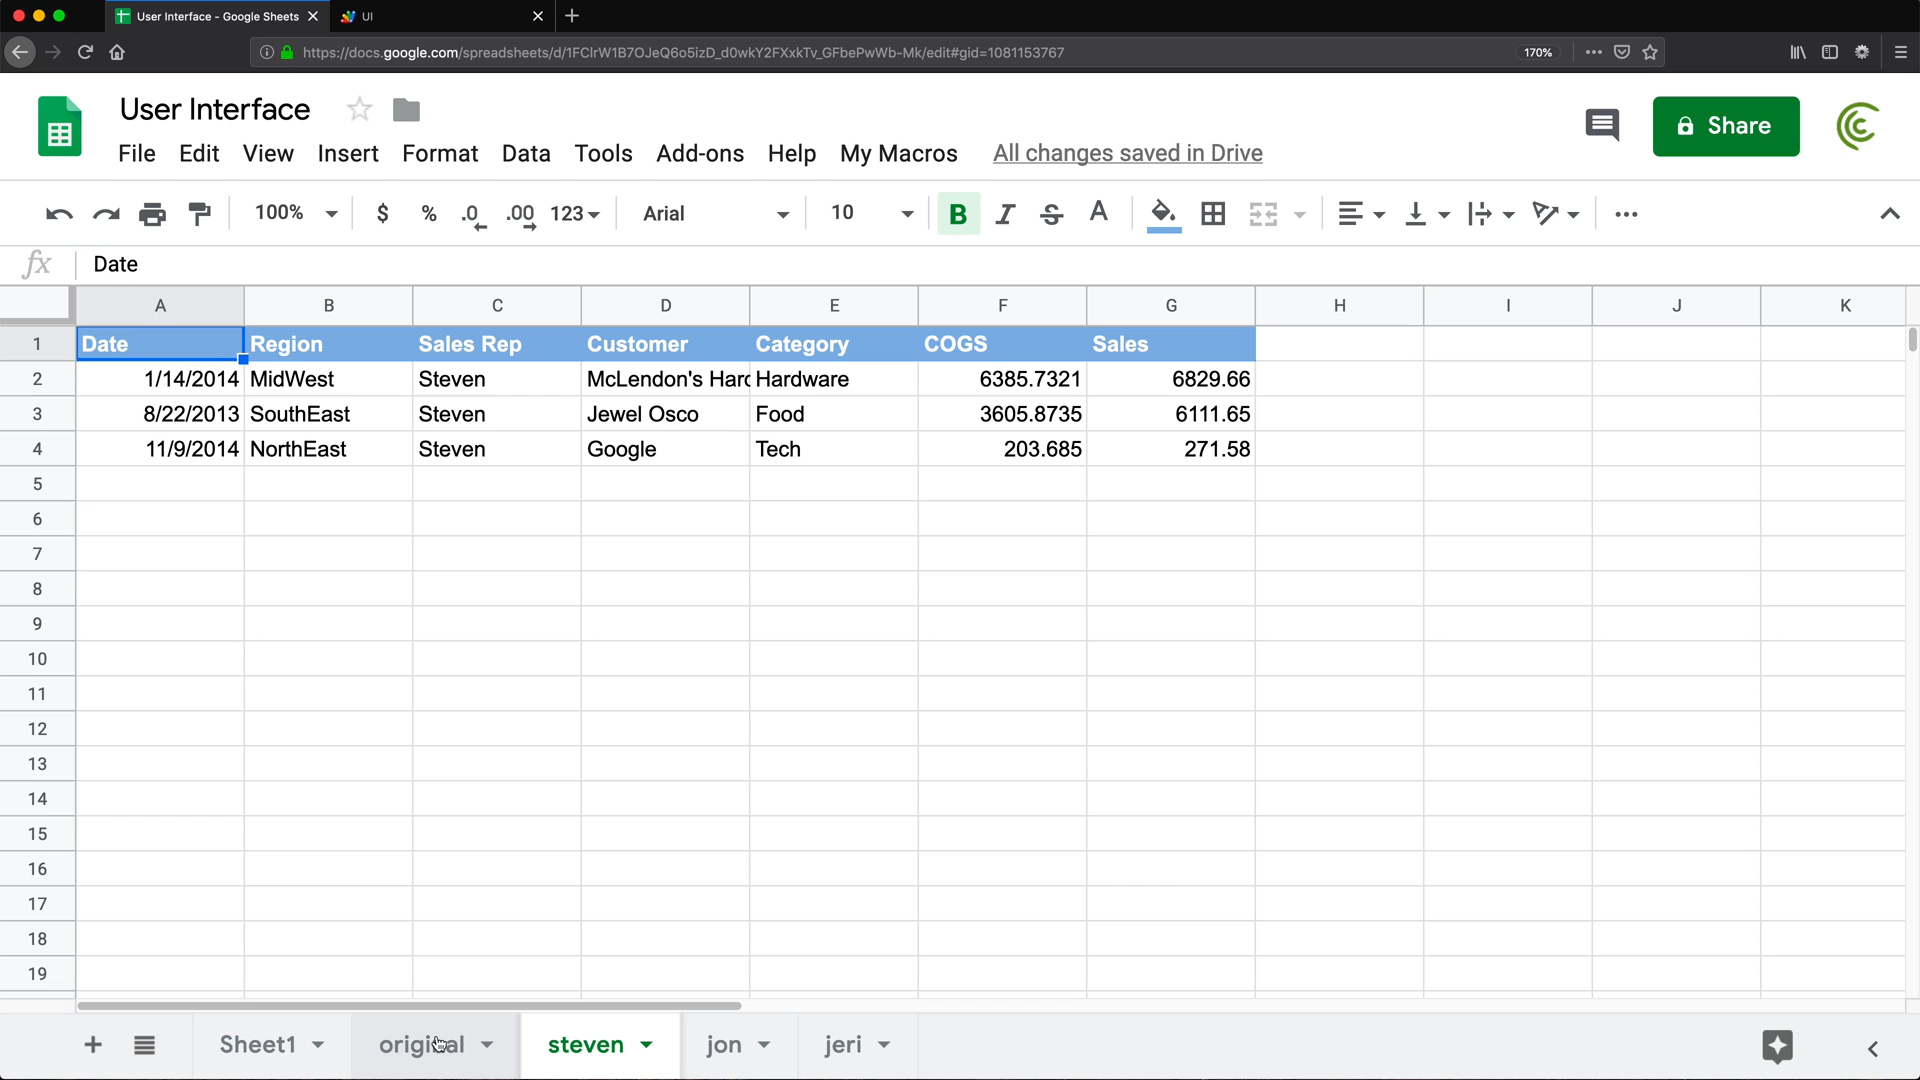 User Interface - Google Sheets UI
https://docs.google.com/spreadsheets/d/1FClrW1B7OJeQ6o5izD_d0wkY2FXxkTv_GFbePwWb-Mk/edit#gid=1081153767 170%
User Interface
Share
File Edit View Insert Format Data Tools Add-ons Help My Macros All changes saved in Drive
100% $ % .0 .00 123 Arial 10 B I S A
fx Date
A B C D E F G H I J K
1 Date Region Sales Rep Customer Category COGS Sales
2 1/14/2014 MidWest Steven McLendon's Hard Hardware 6385.7321 6829.66
3 8/22/2013 SouthEast Steven Jewel Osco Food 3605.8735 6111.65
4 11/9/2014 NorthEast Steven Google Tech 203.685 271.58
5
6
7
8
9
10
11
12
13
14
15
16
17
18
19
Sheet1 original steven jon jeri